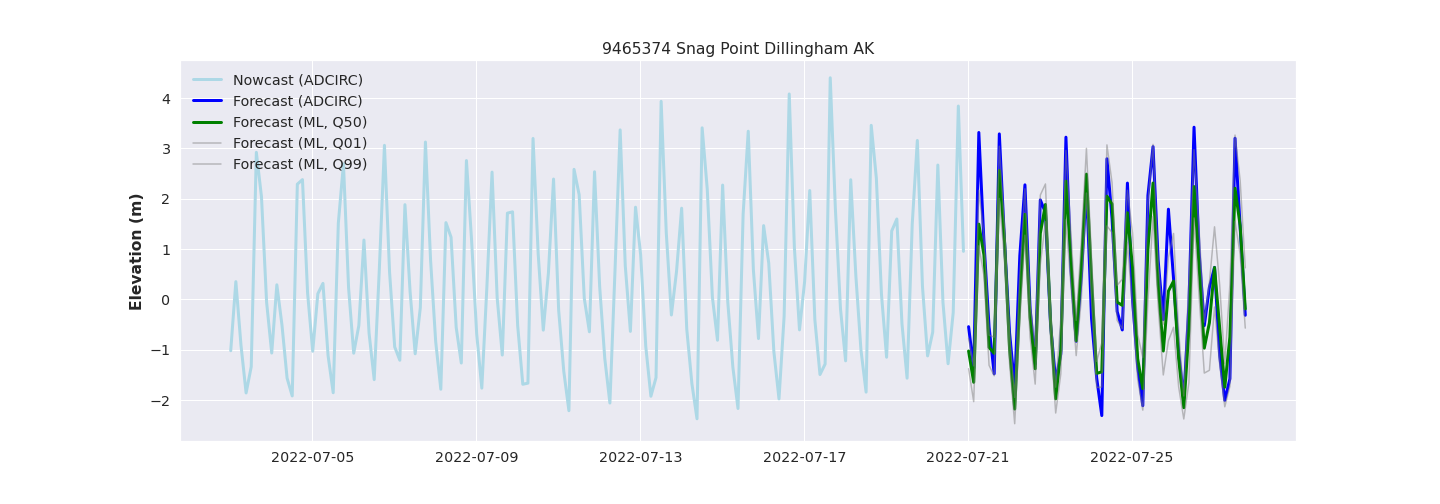 9465374 Snag Point Dillingham AK
Nowcast (ADCIRC)
Forecast (ADCIRC)
Forecast (ML, Q50)
Forecast (ML, Q01)
Forecast (ML, Q99)
Elevation (m)
4
3
2
1
0
−1
−2
2022-07-05
2022-07-09
2022-07-13
2022-07-17
2022-07-21
2022-07-25